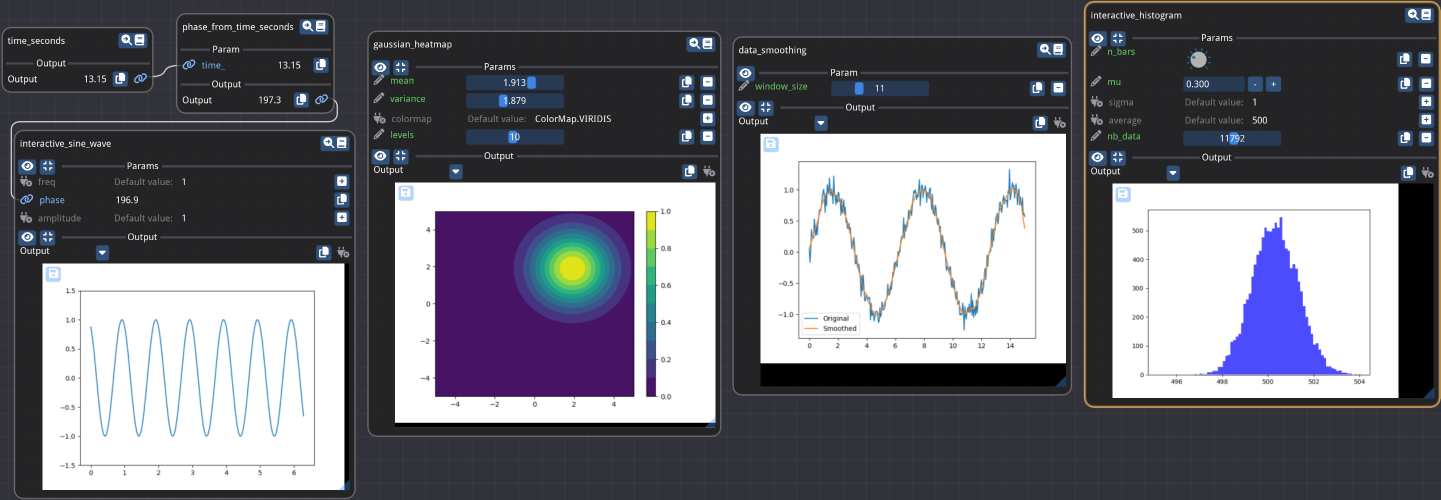 time_seconds
Output
Output 13.15
phase_from_time_seconds
Param
time_ 13.15
Output
Output 197.3
interactive_sine_wave
Params
freq Default value: 1
phase 196.9
amplitude Default value: 1
Output
Output
1.5
1.0
0.5
0.0
−0.5
−1.0
−1.5
0 1 2 3 4 5 6
gaussian_heatmap
Params
mean 1.913
variance 1.879
colormap Default value: ColorMap.VIRIDIS
levels 10
Output
Output
4
2
0
−2
−4
−4 −2 0 2 4
1.0
0.8
0.6
0.4
0.2
0.0
data_smoothing
Param
window_size 11
Output
Output
1.0
0.5
0.0
−0.5
−1.0
Original
Smoothed
0 2 4 6 8 10 12 14
interactive_histogram
Params
n_bars
mu 0.300 - +
sigma Default value: 1
average Default value: 500
nb_data 11792
Output
Output
500
400
300
200
100
0
496 498 500 502 504